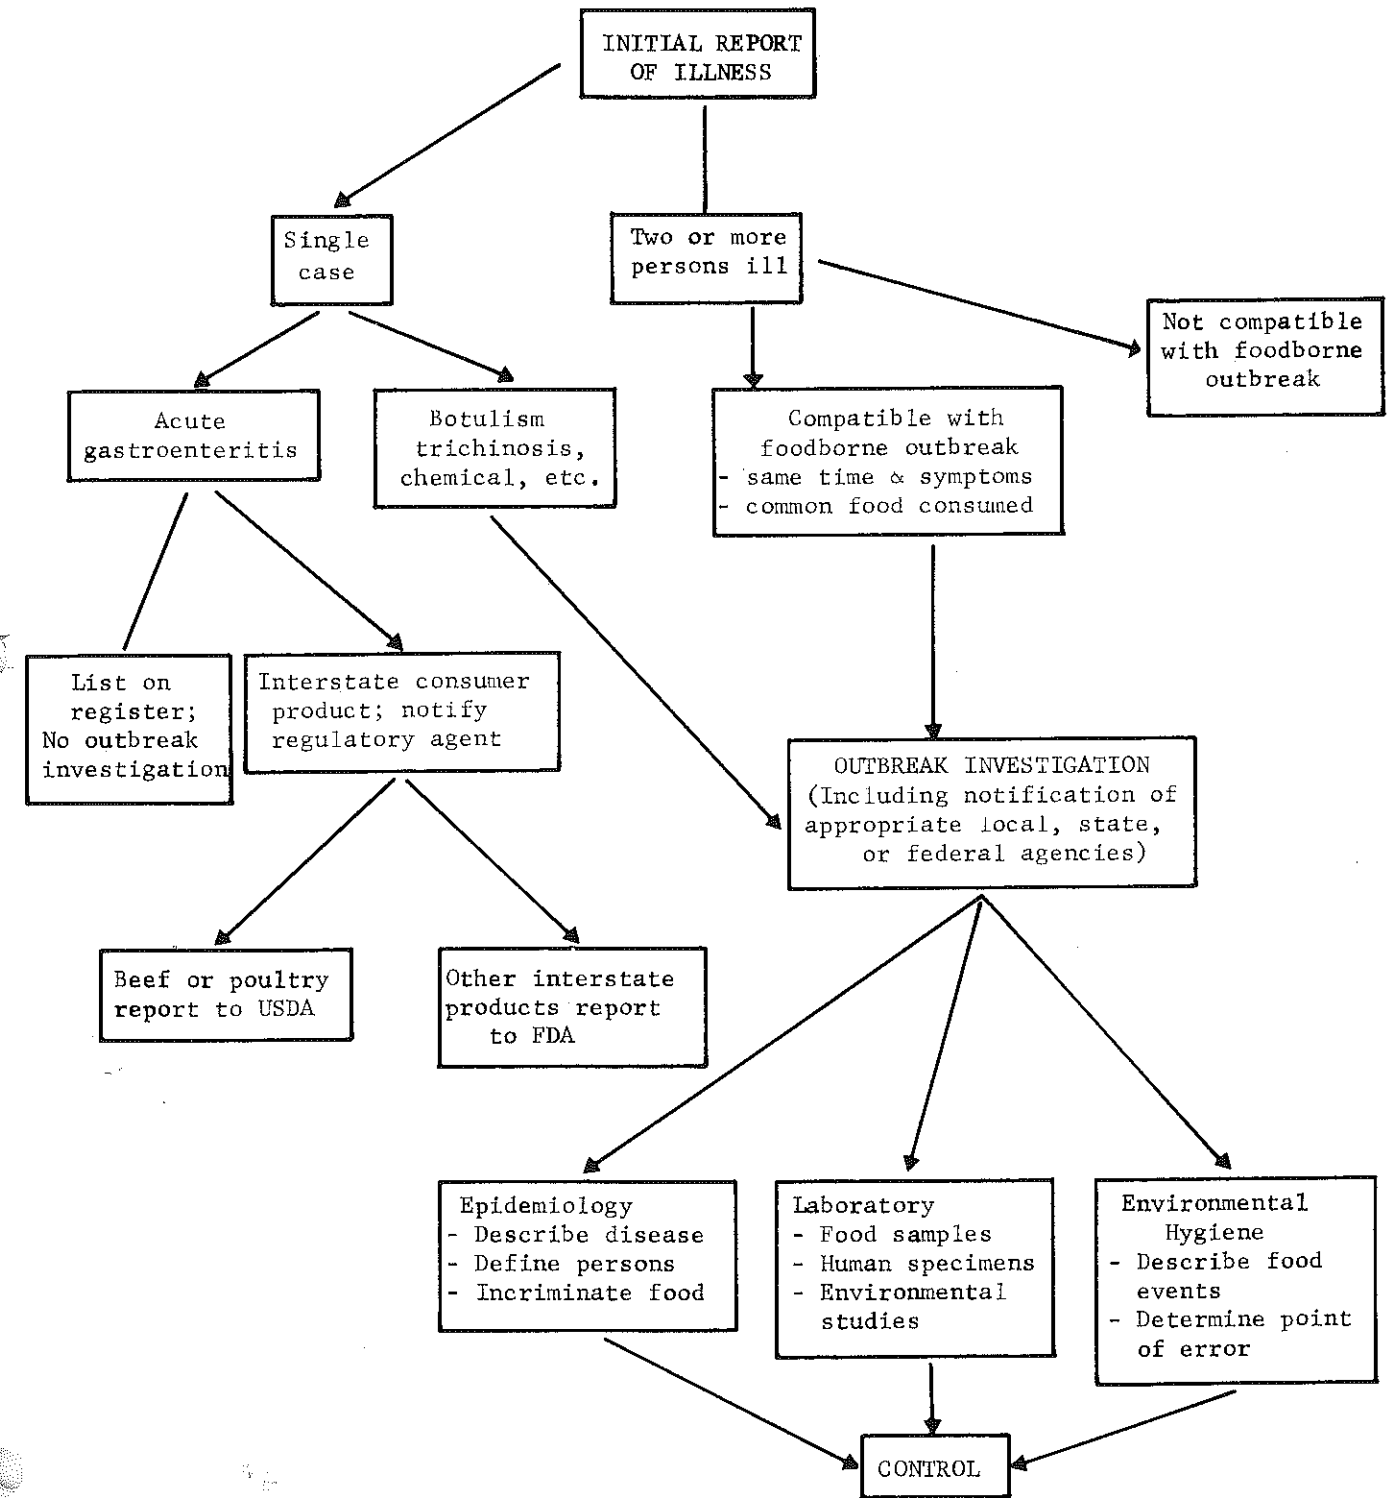 INITIAL REPORT
OF ILLNESS
Single
case
Two or more
persons ill
Not compatible
with foodborne
outbreak
Acute
gastroenteritis
Botulism
trichinosis,
chemical, etc.
Compatible with
foodborne outbreak
- same time & symptoms
- common food consumed
List on
register;
No outbreak
investigation
Interstate consumer
product; notify
regulatory agent
OUTBREAK INVESTIGATION
(Including notification of
appropriate local, state,
or federal agencies)
Beef or poultry
report to USDA
Other interstate
products report
to FDA
Epidemiology
- Describe disease
- Define persons
- Incriminate food
Laboratory
- Food samples
- Human specimens
- Environmental
studies
Environmental
Hygiene
- Describe food
events
- Determine point
of error
CONTROL